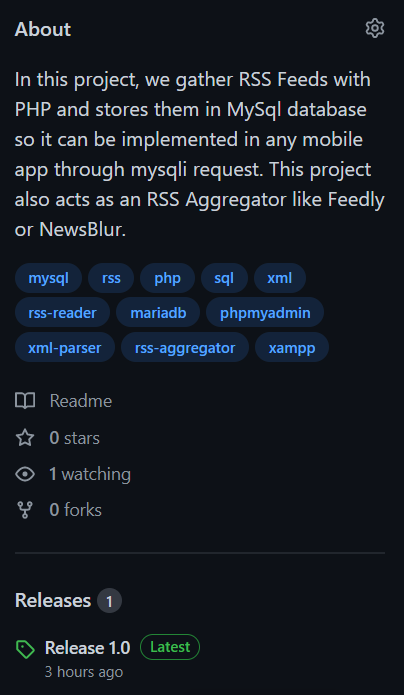 About
In this project, we gather RSS Feeds with
PHP and stores them in MySql database
so it can be implemented in any mobile
app through mysqli request. This project
also acts as an RSS Aggregator like Feedly
or NewsBlur.
mysql rss php sql xml
rss-reader mariadb phpmyadmin
xml-parser rss-aggregator xampp
Readme
0 stars
1 watching
0 forks
Releases 1
Release 1.0 Latest
3 hours ago